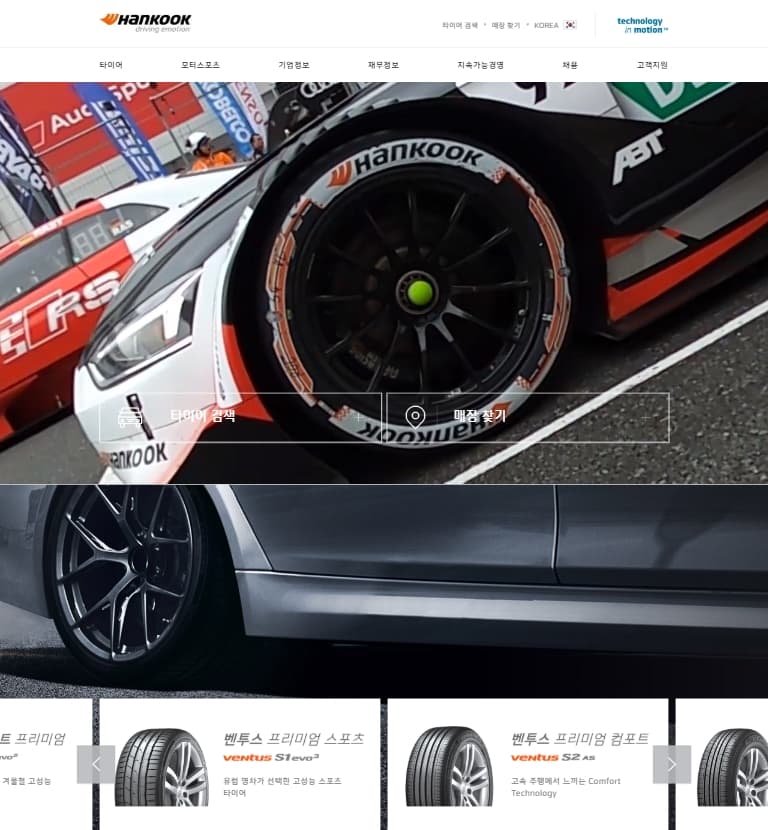 Hankook
driving emotion
타이어 검색 • 매장 찾기 • KOREA
technology
in motion
타이어 모터스포츠 기업정보 재무정보 지속가능경영 채용 고객지원
Audi Sport
HANKOOK
ABT
RS
타이어 검색 +
매장 찾기
HANKOOK
HANKOOK
트 프리미엄
evo²
겨울철 고성능
벤투스 프리미엄 스포츠
ventus S1 evo³
유럽 명차가 선택한 고성능 스포츠
타이어
벤투스 프리미엄 컴포트
ventus S2 AS
고속 주행에서 느끼는 Comfort
Technology